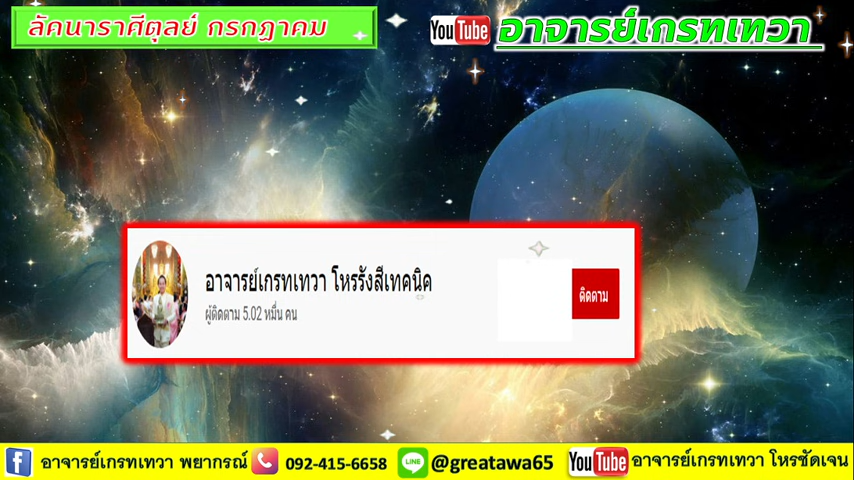 ลัคนาราศีตุลย์ กรกฎาคม
YouTube อาจารย์เกรทเทวา
อาจารย์เกรทเทวา โหรรังสีเทคนิค
ผู้ติดตาม 5.02 หมื่น คน
ติดตาม
f อาจารย์เกรทเทวา พยากรณ์ 092-415-6658 LINE @greatawa65 YouTube อาจารย์เกรทเทวา โหรชัดเจน